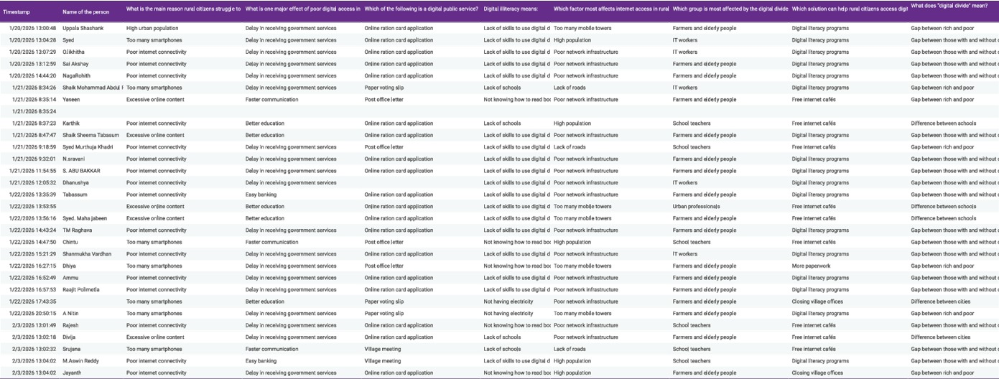 Timestamp Name of the person What is the main reason rural citizens struggle to What is one major effect of poor digital access in Which of the following is a digital public service? Digital illiteracy means: Which factor most affects internet access in rural Which group is most affected by the digital divide Which solution can help rural citizens access digit What does "digital divide" mean?
1/20/2026 13:00:48 Uppala Shashank High urban population Delay in receiving government services Online ration card application Lack of skills to use digital d Too many mobile towers Farmers and elderly people Digital literacy programs Gap between rich and poor
1/20/2026 13:04:28 Syed Too many smartphones Delay in receiving government services Online ration card application Lack of skills to use digital d High population IT workers Digital literacy programs Gap between those with and without
1/20/2026 13:07:29 O.likhitha Poor internet connectivity Delay in receiving government services Online ration card application Lack of skills to use digital d Poor network infrastructure IT workers Digital literacy programs Gap between those with and without
1/20/2026 13:12:59 Sai Akshay Poor internet connectivity Delay in receiving government services Online ration card application Lack of skills to use digital d Poor network infrastructure Farmers and elderly people Digital literacy programs Gap between those with and without
1/20/2026 14:44:20 NagaRohith Poor internet connectivity Delay in receiving government services Online ration card application Lack of skills to use digital d Poor network infrastructure Farmers and elderly people Digital literacy programs Gap between those with and without
1/21/2026 8:34:26 Shaik Mohammad Abdul Too many smartphones Delay in receiving government services Paper voting slip Lack of schools Lack of roads IT workers Digital literacy programs Gap between rich and poor
1/21/2026 8:35:14 Yaseen Excessive online content Faster communication Post office letter Not knowing how to read boo Poor network infrastructure Farmers and elderly people Free internet cafés Gap between rich and poor
1/21/2026 8:35:24
1/21/2026 8:37:23 Karthik Poor internet connectivity Better education Online ration card application Lack of schools High population School teachers Free internet cafés Difference between schools
1/21/2026 8:47:47 Shaik Sheema Tabasum Excessive online content Delay in receiving government services Online ration card application Lack of skills to use digital d Poor network infrastructure Farmers and elderly people Digital literacy programs Gap between those with and without
1/21/2026 9:18:59 Syed Murthuja Khadri Poor internet connectivity Delay in receiving government services Post office letter Lack of skills to use digital d Lack of roads School teachers Free internet cafés Gap between rich and poor
1/21/2026 9:32:01 N.sravani Poor internet connectivity Delay in receiving government services Online ration card application Lack of skills to use digital d Poor network infrastructure Farmers and elderly people Digital literacy programs Gap between those with and without
1/21/2026 11:54:55 S. ABU BAKKAR Poor internet connectivity Delay in receiving government services Online ration card application Lack of skills to use digital d Poor network infrastructure Farmers and elderly people Digital literacy programs Gap between those with and without
1/21/2026 12:05:32 Dhanushya Poor internet connectivity Delay in receiving government services Lack of skills to use digital d Poor network infrastructure IT workers Digital literacy programs Gap between those with and without
1/22/2026 13:35:39 Tabassum Poor internet connectivity Easy banking Online ration card application Lack of skills to use digital d Poor network infrastructure Farmers and elderly people Digital literacy programs Gap between those with and without
1/22/2026 13:53:55 Excessive online content Better education Online ration card application Lack of skills to use digital d Too many mobile towers Urban professionals Free internet cafés Difference between schools
1/22/2026 13:56:16 Syed. Maha jabeen Excessive online content Better education Online ration card application Lack of skills to use digital d Too many mobile towers Farmers and elderly people Free internet cafés Difference between schools
1/22/2026 14:43:24 TM Raghava Poor internet connectivity Delay in receiving government services Online ration card application Lack of skills to use digital d Poor network infrastructure Farmers and elderly people Digital literacy programs Gap between those with and without
1/22/2026 14:47:50 Chintu Too many smartphones Faster communication Post office letter Not knowing how to read boo High population School teachers Free internet cafés Gap between those with and without
1/22/2026 15:21:29 Shanmukha Vardhan Poor internet connectivity Delay in receiving government services Online ration card application Lack of skills to use digital d Poor network infrastructure IT workers Digital literacy programs Gap between those with and without
1/22/2026 16:27:15 Dhiya Too many smartphones Delay in receiving government services Post office letter Not knowing how to read boo Too many mobile towers Farmers and elderly people More paperwork Gap between rich and poor
1/22/2026 16:52:49 Ammu Poor internet connectivity Delay in receiving government services Online ration card application Lack of skills to use digital d Poor network infrastructure Farmers and elderly people Digital literacy programs Gap between those with and without
1/22/2026 16:57:53 Raajit Polimetla Poor internet connectivity Delay in receiving government services Online ration card application Lack of skills to use digital d Poor network infrastructure Farmers and elderly people Digital literacy programs Gap between those with and without
1/22/2026 17:43:35 Too many smartphones Better education Paper voting slip Not having electricity Poor network infrastructure Farmers and elderly people Closing village offices Difference between cities
1/22/2026 20:50:15 A Nitin Too many smartphones Delay in receiving government services Paper voting slip Not having electricity Too many mobile towers Farmers and elderly people Digital literacy programs Gap between rich and poor
2/3/2026 13:01:49 Rajesh Poor internet connectivity Delay in receiving government services Online ration card application Not knowing how to read boo Poor network infrastructure School teachers Free internet cafés Gap between those with and without
2/3/2026 13:02:18 Divija Excessive online content Delay in receiving government services Online ration card application Lack of schools Poor network infrastructure Farmers and elderly people Free internet cafés Difference between cities
2/3/2026 13:02:32 Srujana Too many smartphones Faster communication Village meeting Lack of schools Lack of roads School teachers Free internet cafés Gap between those with and without
2/3/2026 13:04:02 M.Aswin Reddy Poor internet connectivity Easy banking Village meeting Lack of skills to use digital d High population School teachers Digital literacy programs Gap between those with and without
2/3/2026 13:04:02 Jayanth Poor internet connectivity Delay in receiving government services Online ration card application Not knowing how to read boo High population Farmers and elderly people Closing village offices Gap between rich and poor